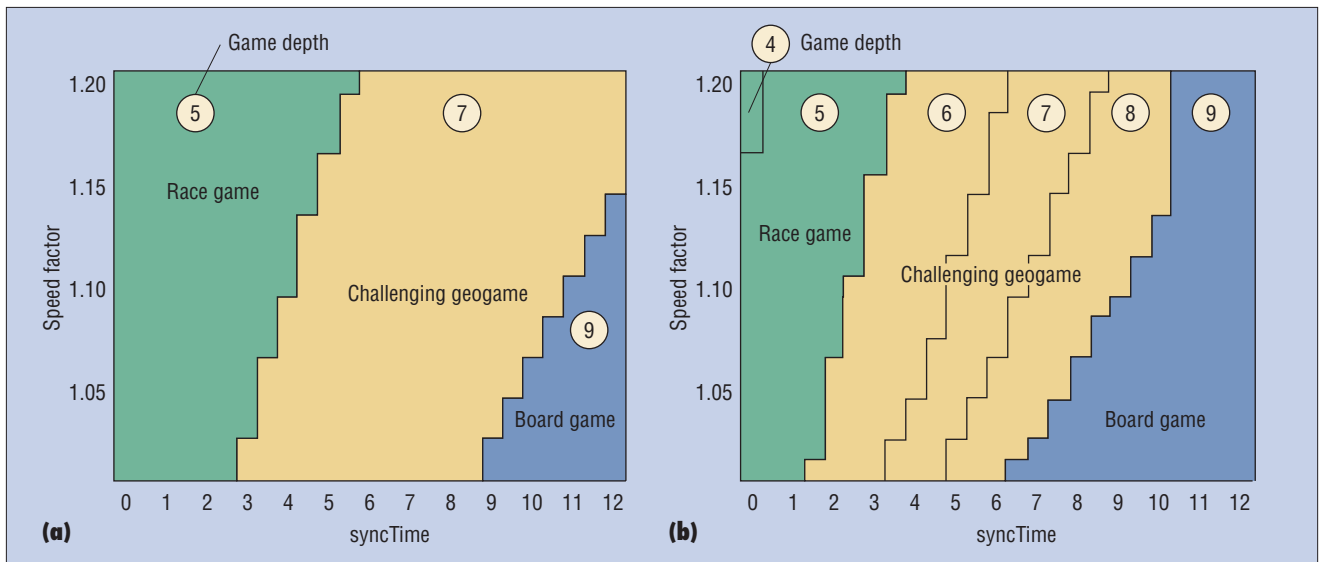 Game depth
1.20
1.15
1.10
1.05
Speed factor
5
7
9
Race game
Challenging geogame
Board game
0 1 2 3 4 5 6 7 8 9 10 11 12
syncTime
(a)
4 Game depth
1.20
1.15
1.10
1.05
Speed factor
5 6 7 8 9
Race game
Challenging geogame
Board game
0 1 2 3 4 5 6 7 8 9 10 11 12
syncTime
(b)